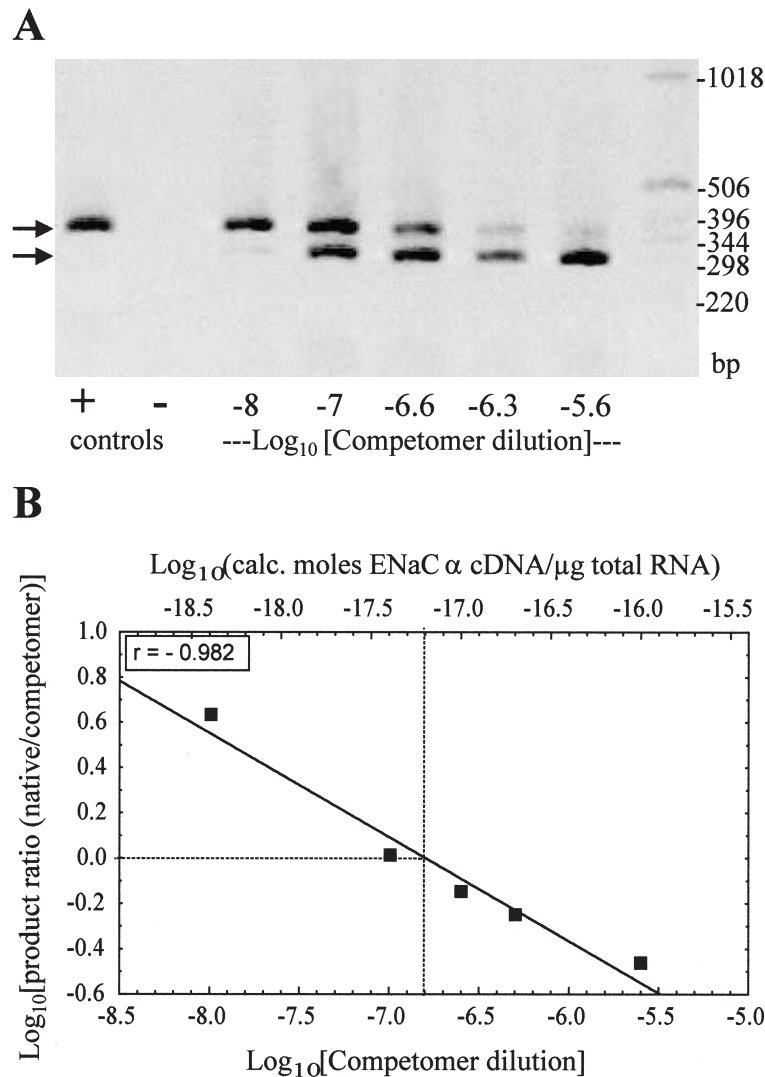 A
-1018
-506
-396
-344
-298
-220
bp
+ - -8 -7 -6.6 -6.3 -5.6
controls ---Log10 [Competomer dilution]---
B
Log10(calc. moles ENaC α cDNA/µg total RNA)
-18.5 -18.0 -17.5 -17.0 -16.5 -16.0 -15.5
r = - 0.982
Log10[product ratio (native/competomer)]
1.0
0.8
0.6
0.4
0.2
0.0
-0.2
-0.4
-0.6
-8.5 -8.0 -7.5 -7.0 -6.5 -6.0 -5.5 -5.0
Log10[Competomer dilution]